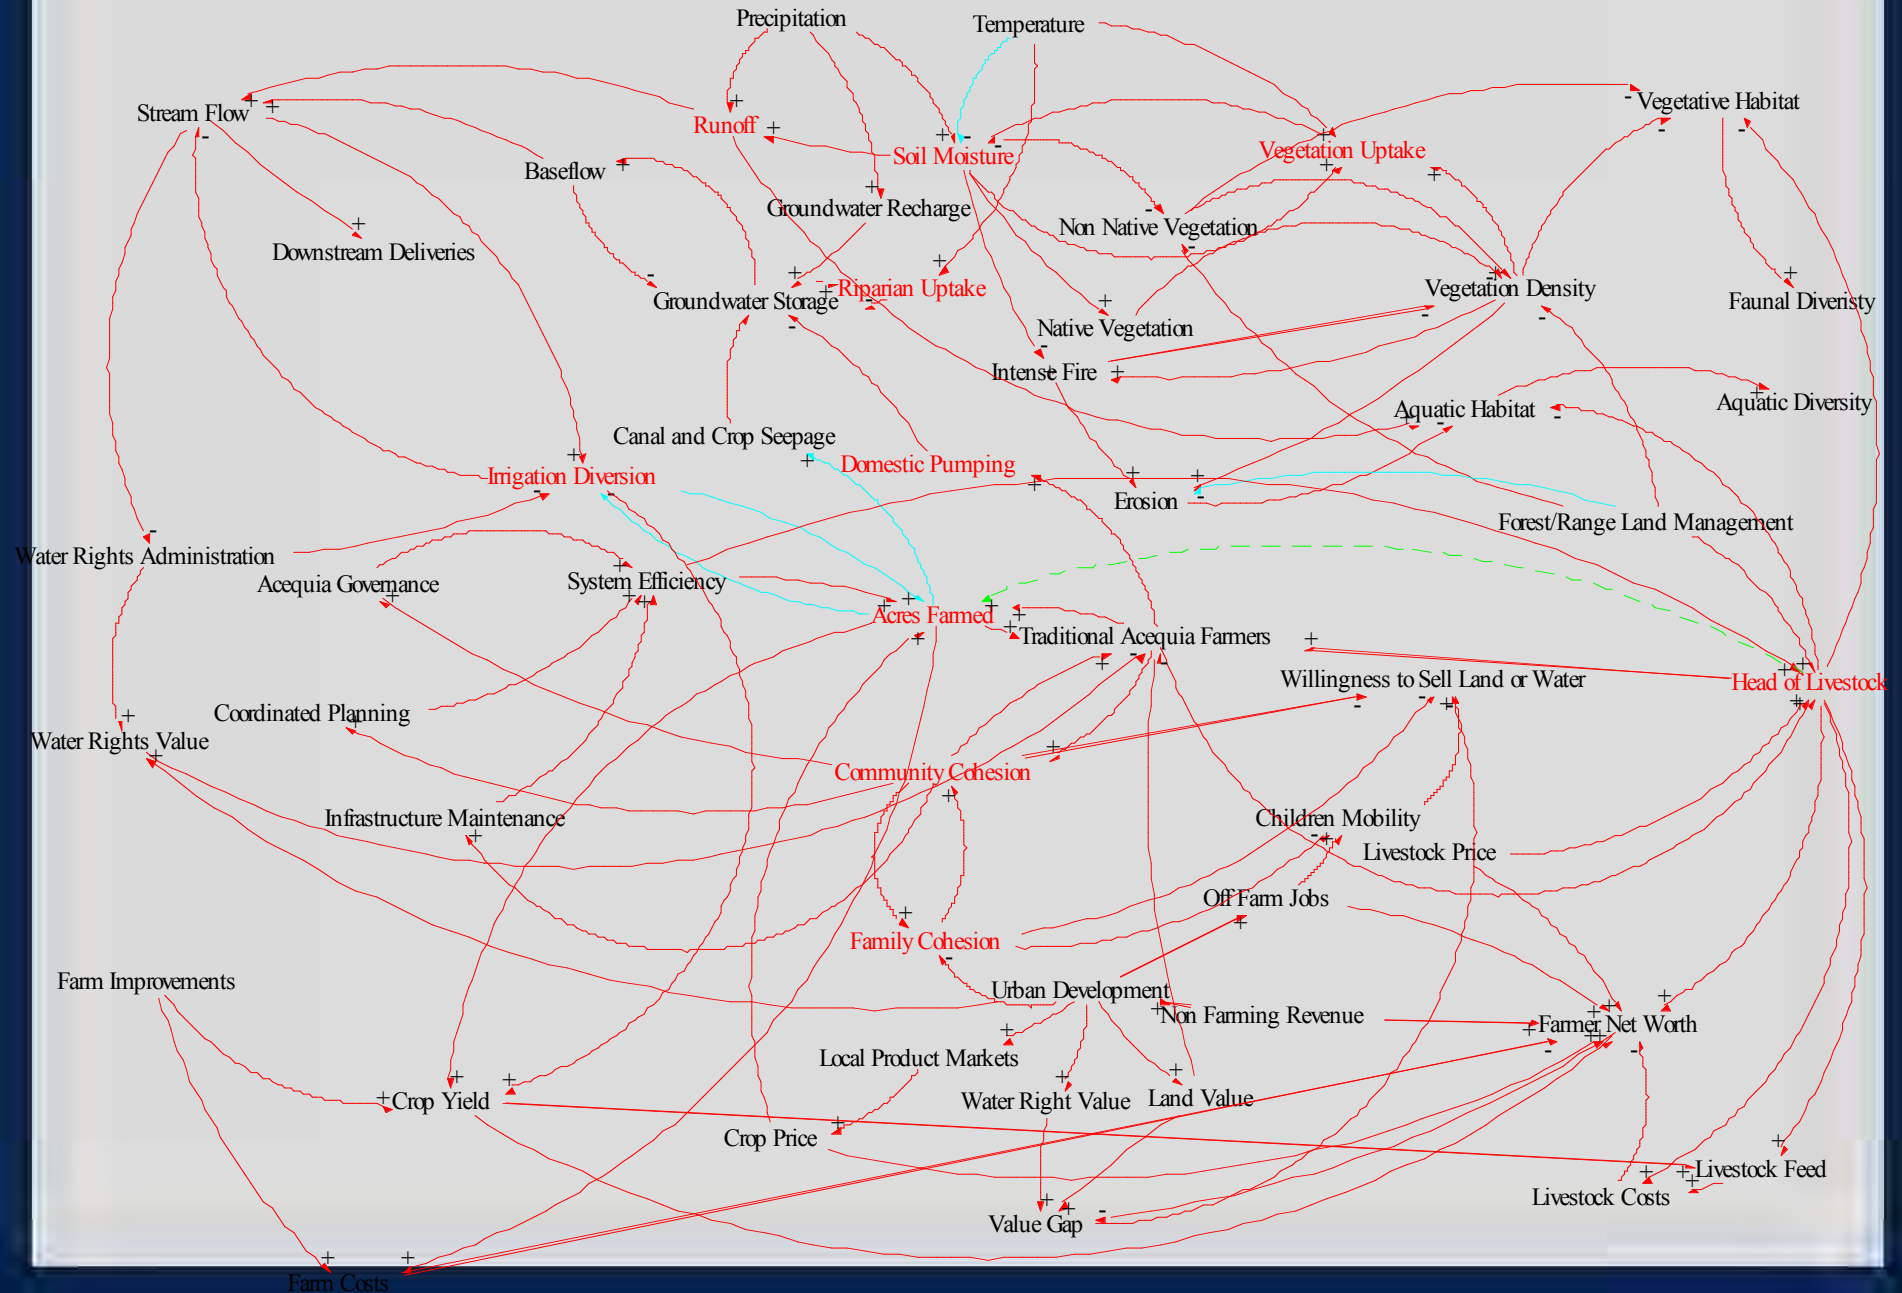 Precipitation
Temperature
Stream Flow
Runoff
Vegetative Habitat
Soil Moisture
Vegetation Uptake
Baseflow
Groundwater Recharge
Non Native Vegetation
Downstream Deliveries
Groundwater Storage
Riparian Uptake
Vegetation Density
Faunal Diveristy
Native Vegetation
Intense Fire
Aquatic Habitat
Aquatic Diversity
Canal and Crop Seepage
Irrigation Diversion
Domestic Pumping
Erosion
Forest/Range Land Management
Water Rights Administration
Acequia Governance
System Efficiency
Acres Farmed
Traditional Acequia Farmers
Willingness to Sell Land or Water
Head of Livestock
Coordinated Planning
Water Rights Value
Community Cohesion
Infrastructure Maintenance
Children Mobility
Livestock Price
Off Farm Jobs
Family Cohesion
Farm Improvements
Urban Development
Non Farming Revenue
Farmer Net Worth
Local Product Markets
Crop Yield
Water Right Value
Land Value
Crop Price
Livestock Feed
Livestock Costs
Value Gap
Farm Costs